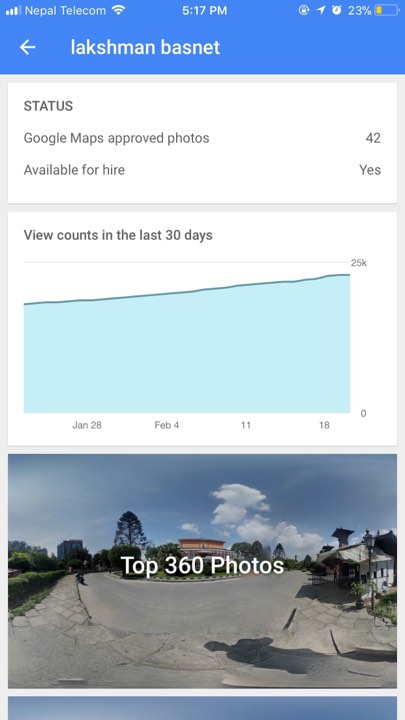 Nepal Telecom 5:17 PM 23%
lakshman basnet
STATUS
Google Maps approved photos 42
Available for hire Yes
View counts in the last 30 days
25k
0
Jan 28 Feb 4 11 18
Top 360 Photos